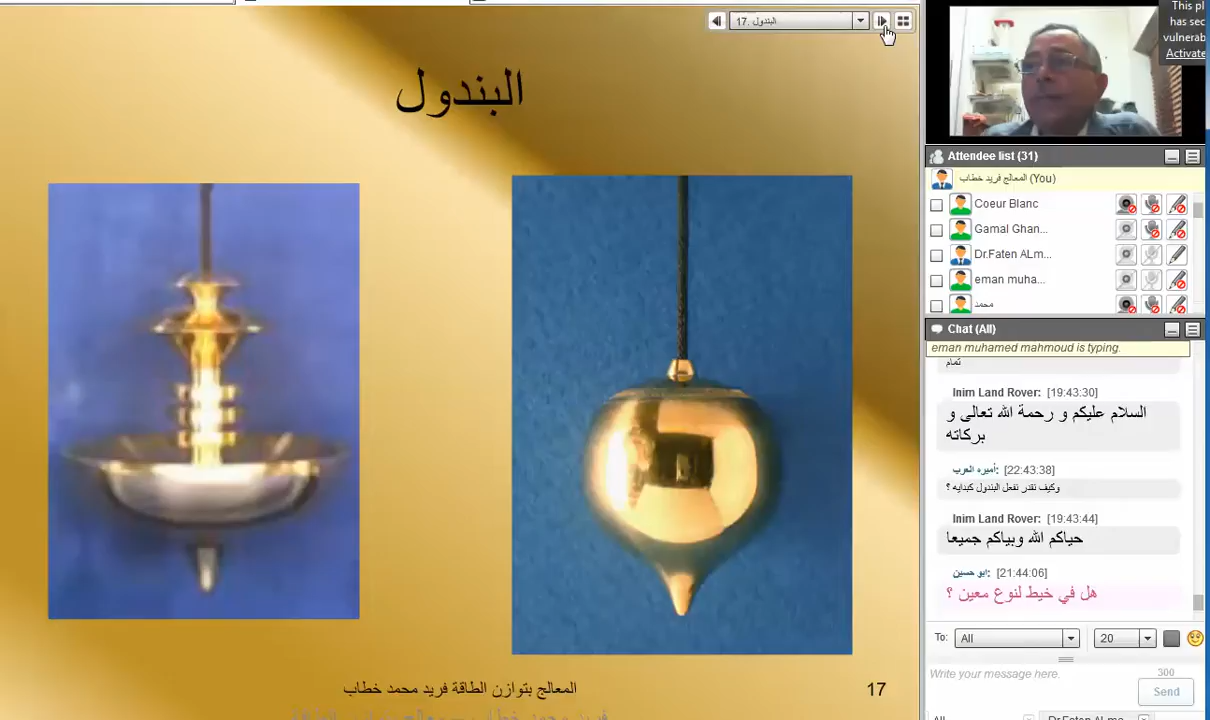 17. البندول
البندول
المعالج بتوازن الطاقة فريد محمد خطاب
17
This pl
has sec
vulnerab
Activate
Attendee list (31)
المعالج فريد خطاب (You)
Coeur Blanc
Gamal Ghan...
Dr.Faten ALm...
eman muha...
محمد
Chat (All)
eman muhamed mahmoud is typing.
تمام
Inim Land Rover: [19:43:30]
السلام عليكم و رحمة الله تعالى و
بركاته
أميره العرب: [22:43:38]
وكيف نقدر نفعل البندول كبدايه ؟
Inim Land Rover: [19:43:44]
حياكم الله وبياكم جميعا
ابو حسين: [21:44:06]
هل في خيط لنوع معين ؟
To: All 20
Write your message here. 300
Send
All
Dr.Faten ALma